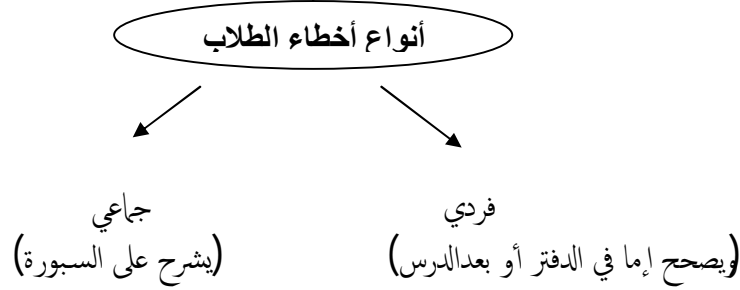 أنواع أخطاء الطلاب
فردي
(ويصحح إما في الدفتر أو بعدالدرس)
جماعي
(يشرح على السبورة)